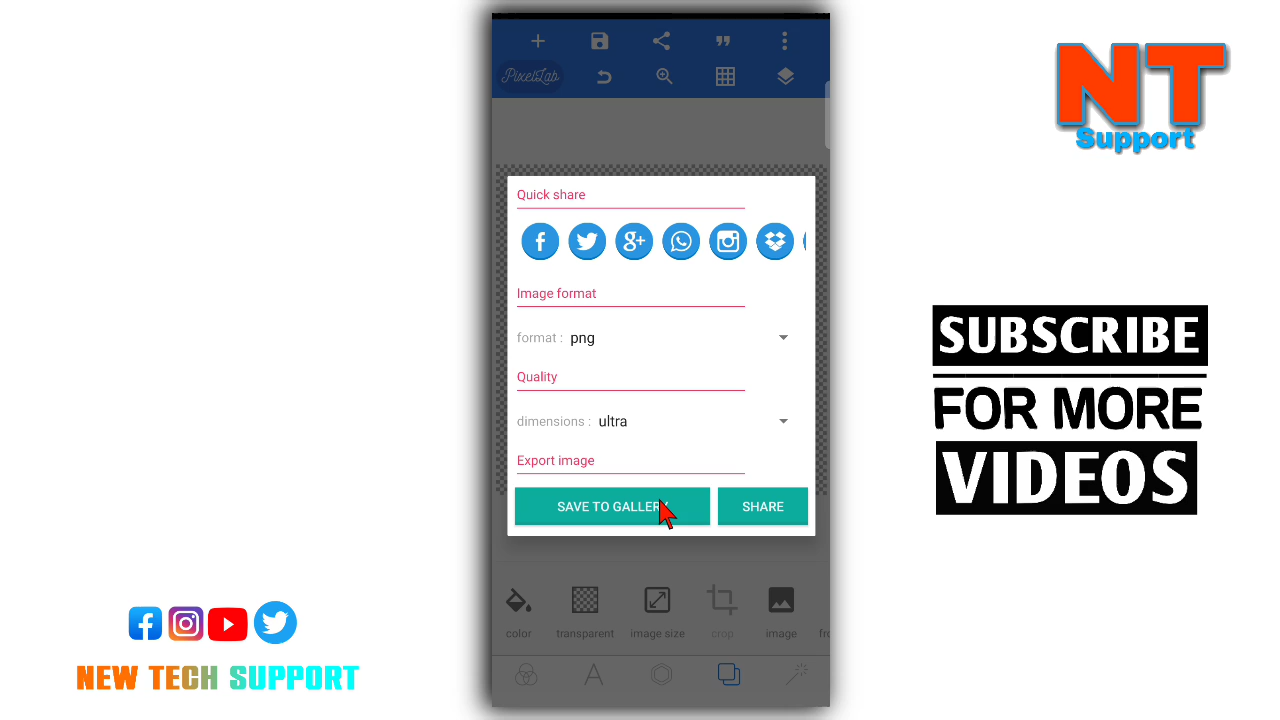 PixelLab
Quick share
Image format
format : png
Quality
dimensions : ultra
Export image
SAVE TO GALLERY
SHARE
color
transparent
image size
crop
image
fr
NT
Support
SUBSCRIBE
FOR MORE
VIDEOS
NEW TECH SUPPORT